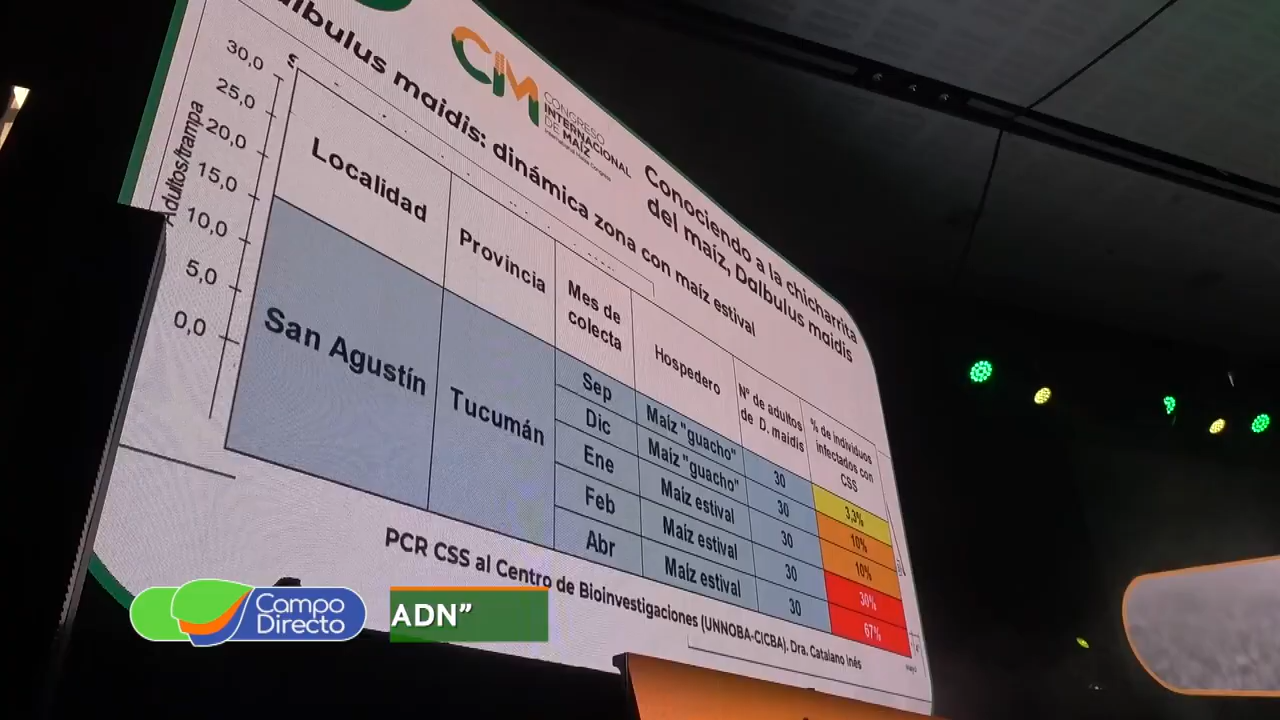 CIM
CONGRESO
INTERNACIONAL
DE MAÍZ
Conociendo a la chicharrita
del maíz, Dalbulus maidis
albulus maidis: dinámica zona con maíz estival
Adultos/trampa
30,0
25,0
20,0
15,0
10,0
5,0
0,0
Localidad
Provincia
Mes de
colecta
Hospedero
N° de adultos
de D. maidis
% de individuos
infectados con
CSS
San Agustín
Tucumán
Sep
Maíz "guacho"
30
3,3%
Dic
Maíz "guacho"
30
10%
Ene
Maíz estival
30
10%
Feb
Maíz estival
30
30%
Abr
Maíz estival
30
67%
PCR CSS al Centro de Bioinvestigaciones (UNNOBA-CICBA). Dra. Catalano Inés
Campo
Directo
ADN”